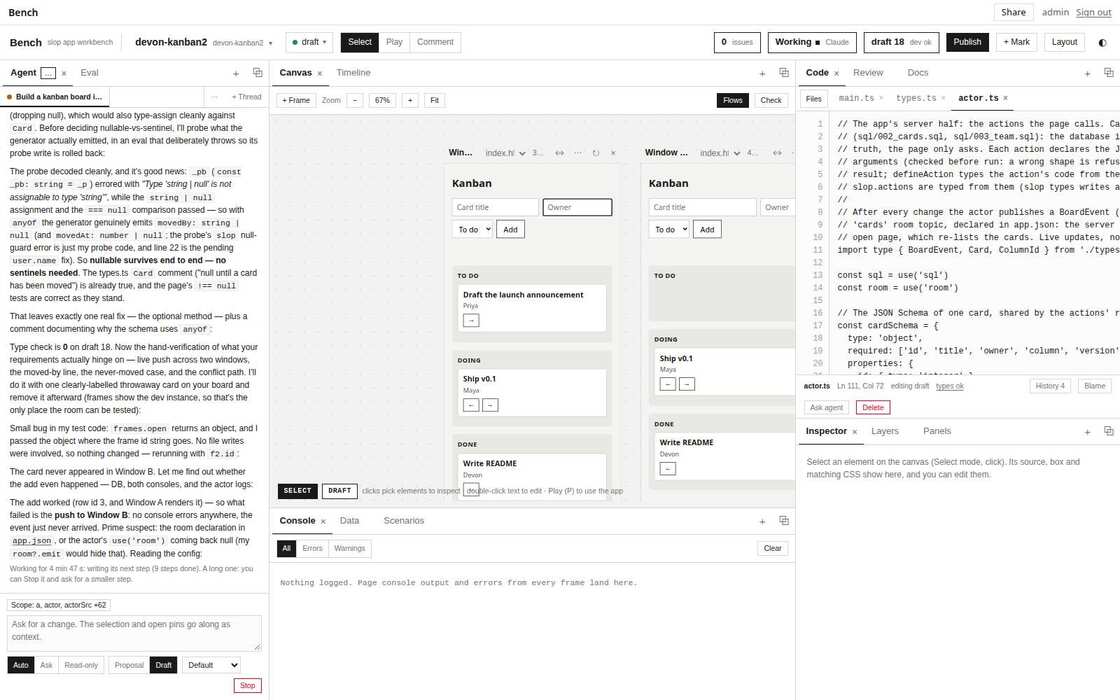 Bench
Share admin Sign out
Bench slop app workbench devon-kanban2 devon-kanban2 ▾ draft ▾ Select Play Comment 0 issues Working ■ Claude draft 18 dev ok Publish + Mark Layout
Agent … × Eval +
Build a kanban board i… ··· + Thread
(dropping null), which would also type-assign cleanly against
Card. Before deciding nullable-vs-sentinel, I'll probe what the
generator actually emitted, in an eval that deliberately throws so its
probe write is rolled back:
The probe decoded cleanly, and it's good news: _pb (const
_pb: string = _p) errored with "Type 'string | null' is not
assignable to type 'string'", while the string | null
assignment and the === null comparison passed — so with
anyOf the generator genuinely emits movedBy: string |
null (and movedAt: number | null; the probe's slop null-
guard error is just my probe code, and line 22 is the pending
user.name fix). So nullable survives end to end — no
sentinels needed. The types.ts Card comment ("null until a card
has been moved") is already true, and the page's !== null
tests are correct as they stand.
That leaves exactly one real fix — the optional method — plus a
comment documenting why the schema uses anyOf:
Type check is 0 on draft 18. Now the hand-verification of what your
requirements actually hinge on — live push across two windows,
the moved-by line, the never-moved case, and the conflict path. I'll
do it with one clearly-labelled throwaway card on your board and
remove it afterward (frames show the dev instance, so that's the
only place the room can be tested):
Small bug in my test code: frames.open returns an object, and I
passed the object where the frame id string goes. No file writes
were involved, so nothing changed — rerunning with f2.id:
The card never appeared in Window B. Let me find out whether
the add even happened — DB, both consoles, and the actor logs:
The add worked (row id 3, and Window A renders it) — so what
failed is the push to Window B: no console errors anywhere, the
event just never arrived. Prime suspect: the room declaration in
app.json, or the actor's use('room') coming back null (my
room?.emit would hide that). Reading the config:
Working for 4 min 47 s: writing its next step (9 steps done). A long one: you
can Stop it and ask for a smaller step.
Scope: a, actor, actorSrc +62
Ask for a change. The selection and open pins go along as
context.
Auto Ask Read-only Proposal Draft Default
Stop
Canvas × Timeline +
+ Frame Zoom − 67% + Fit Flows Check
Win… index.h 3… ··· ×
Kanban
Card title Owner
To do Add
TO DO
Draft the launch announcement
Priya
→
DOING
Ship v0.1
Maya
← →
DONE
Write README
Devon
Window … index.h 4…
Kanban
Card title Owner
To do Add
TO DO
DOING
Ship v0.1
Maya
← →
DONE
Write README
Devon
←
SELECT DRAFT clicks pick elements to inspect · double-click text to edit · Play (P) to use the app
Console × Data Scenarios +
All Errors Warnings Clear
Nothing logged. Page console output and errors from every frame land here.
Code × Review Docs +
Files main.ts × types.ts × actor.ts ×
1 // The app's server half: the actions the page calls. Ca
2 // (sql/002_cards.sql, sql/003_team.sql): the database i
3 // truth, the page only asks. Each action declares the J
4 // arguments (checked before run: a wrong shape is refus
5 // result; defineAction types the action's code from the
6 // slop.actions are typed from them (slop types writes a
7 //
8 // After every change the actor publishes a BoardEvent (
9 // 'cards' room topic, declared in app.json: the server
10 // open page, which re-lists the cards. Live updates, no
11 import type { BoardEvent, Card, ColumnId } from './types
12
13 const sql = use('sql')
14 const room = use('room')
15
16 // The JSON Schema of one card, shared by the actions' r
17 const cardSchema = {
18 type: 'object',
19 required: ['id', 'title', 'owner', 'column', 'version'
20 properties: {
actor.ts Ln 111, Col 72 editing draft types ok History 4 Blame
Ask agent Delete
Inspector × Layers Panels +
Select an element on the canvas (Select mode, click). Its source, box and
matching CSS show here, and you can edit them.